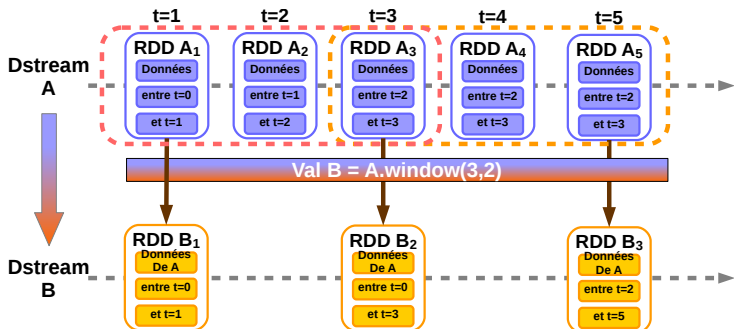 t=1 t=2 t=3 t=4 t=5
RDD A1 RDD A2 RDD A3 RDD A4 RDD A5
Dstream
A
Données Données Données Données Données
entre t=0 entre t=1 entre t=2 entre t=2 entre t=2
et t=1 et t=2 et t=3 et t=3 et t=3
Val B = A.window(3,2)
RDD B1 RDD B2 RDD B3
Dstream
B
Données Données Données
De A De A De A
entre t=0 entre t=0 entre t=2
et t=1 et t=3 et t=5